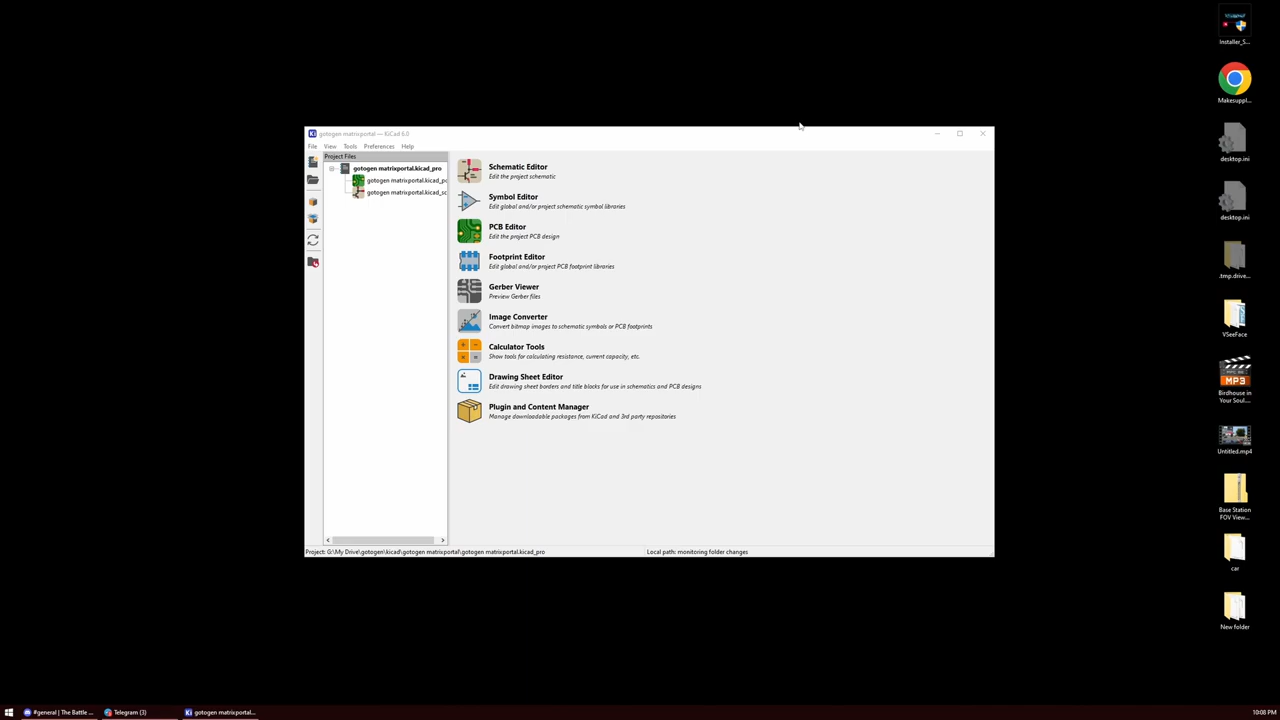 gotogen matrixportal — KiCad 6.0
File View Tools Preferences Help
Project Files
gotogen matrixportal.kicad_pro
gotogen matrixportal.kicad_pc
gotogen matrixportal.kicad_sc
Schematic Editor
Edit the project schematic
Symbol Editor
Edit global and/or project schematic symbol libraries
PCB Editor
Edit the project PCB design
Footprint Editor
Edit global and/or project PCB footprint libraries
Gerber Viewer
Preview Gerber files
Image Converter
Convert bitmap images to schematic symbols or PCB footprints
Calculator Tools
Show tools for calculating resistance, current capacity, etc.
Drawing Sheet Editor
Edit drawing sheet borders and title blocks for use in schematics and PCB designs
Plugin and Content Manager
Manage downloadable packages from KiCad and 3rd party repositories
Project: G:\My Drive\gotogen\kicad\gotogen matrixportal\gotogen matrixportal.kicad_pro
Local path: monitoring folder changes
Installer_S...
Makesuppl...
desktop.ini
desktop.ini
.tmp.drive...
VSeeFace
MP3
Birdhouse in
Your Soul....
Untitled.mp4
Base Station
FOV View...
car
New folder
#general | The Battle ...
Telegram (3)
gotogen matrixportal...
10:08 PM